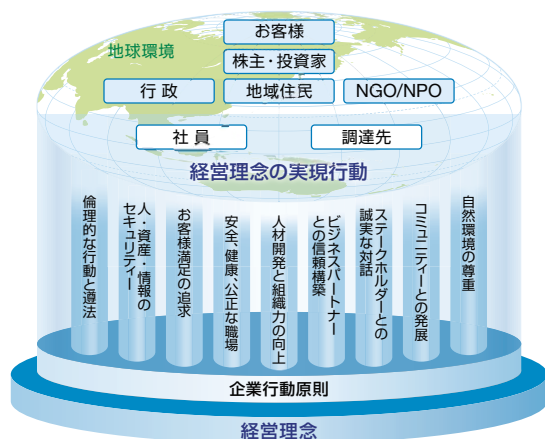 お客様
地球環境
株主・投資家
行 政
地域住民
NGO/NPO
社 員
調達先
経営理念の実現行動
倫理的な行動と遵法
人・資産・情報の
セキュリティー
お客様満足の追求
安全、健康、公正な職場
人材開発と組織力の向上
ビジネスパートナー
との信頼構築
ステークホルダーとの
誠実な対話
コミュニティーとの発展
自然環境の尊重
企業行動原則
経営理念